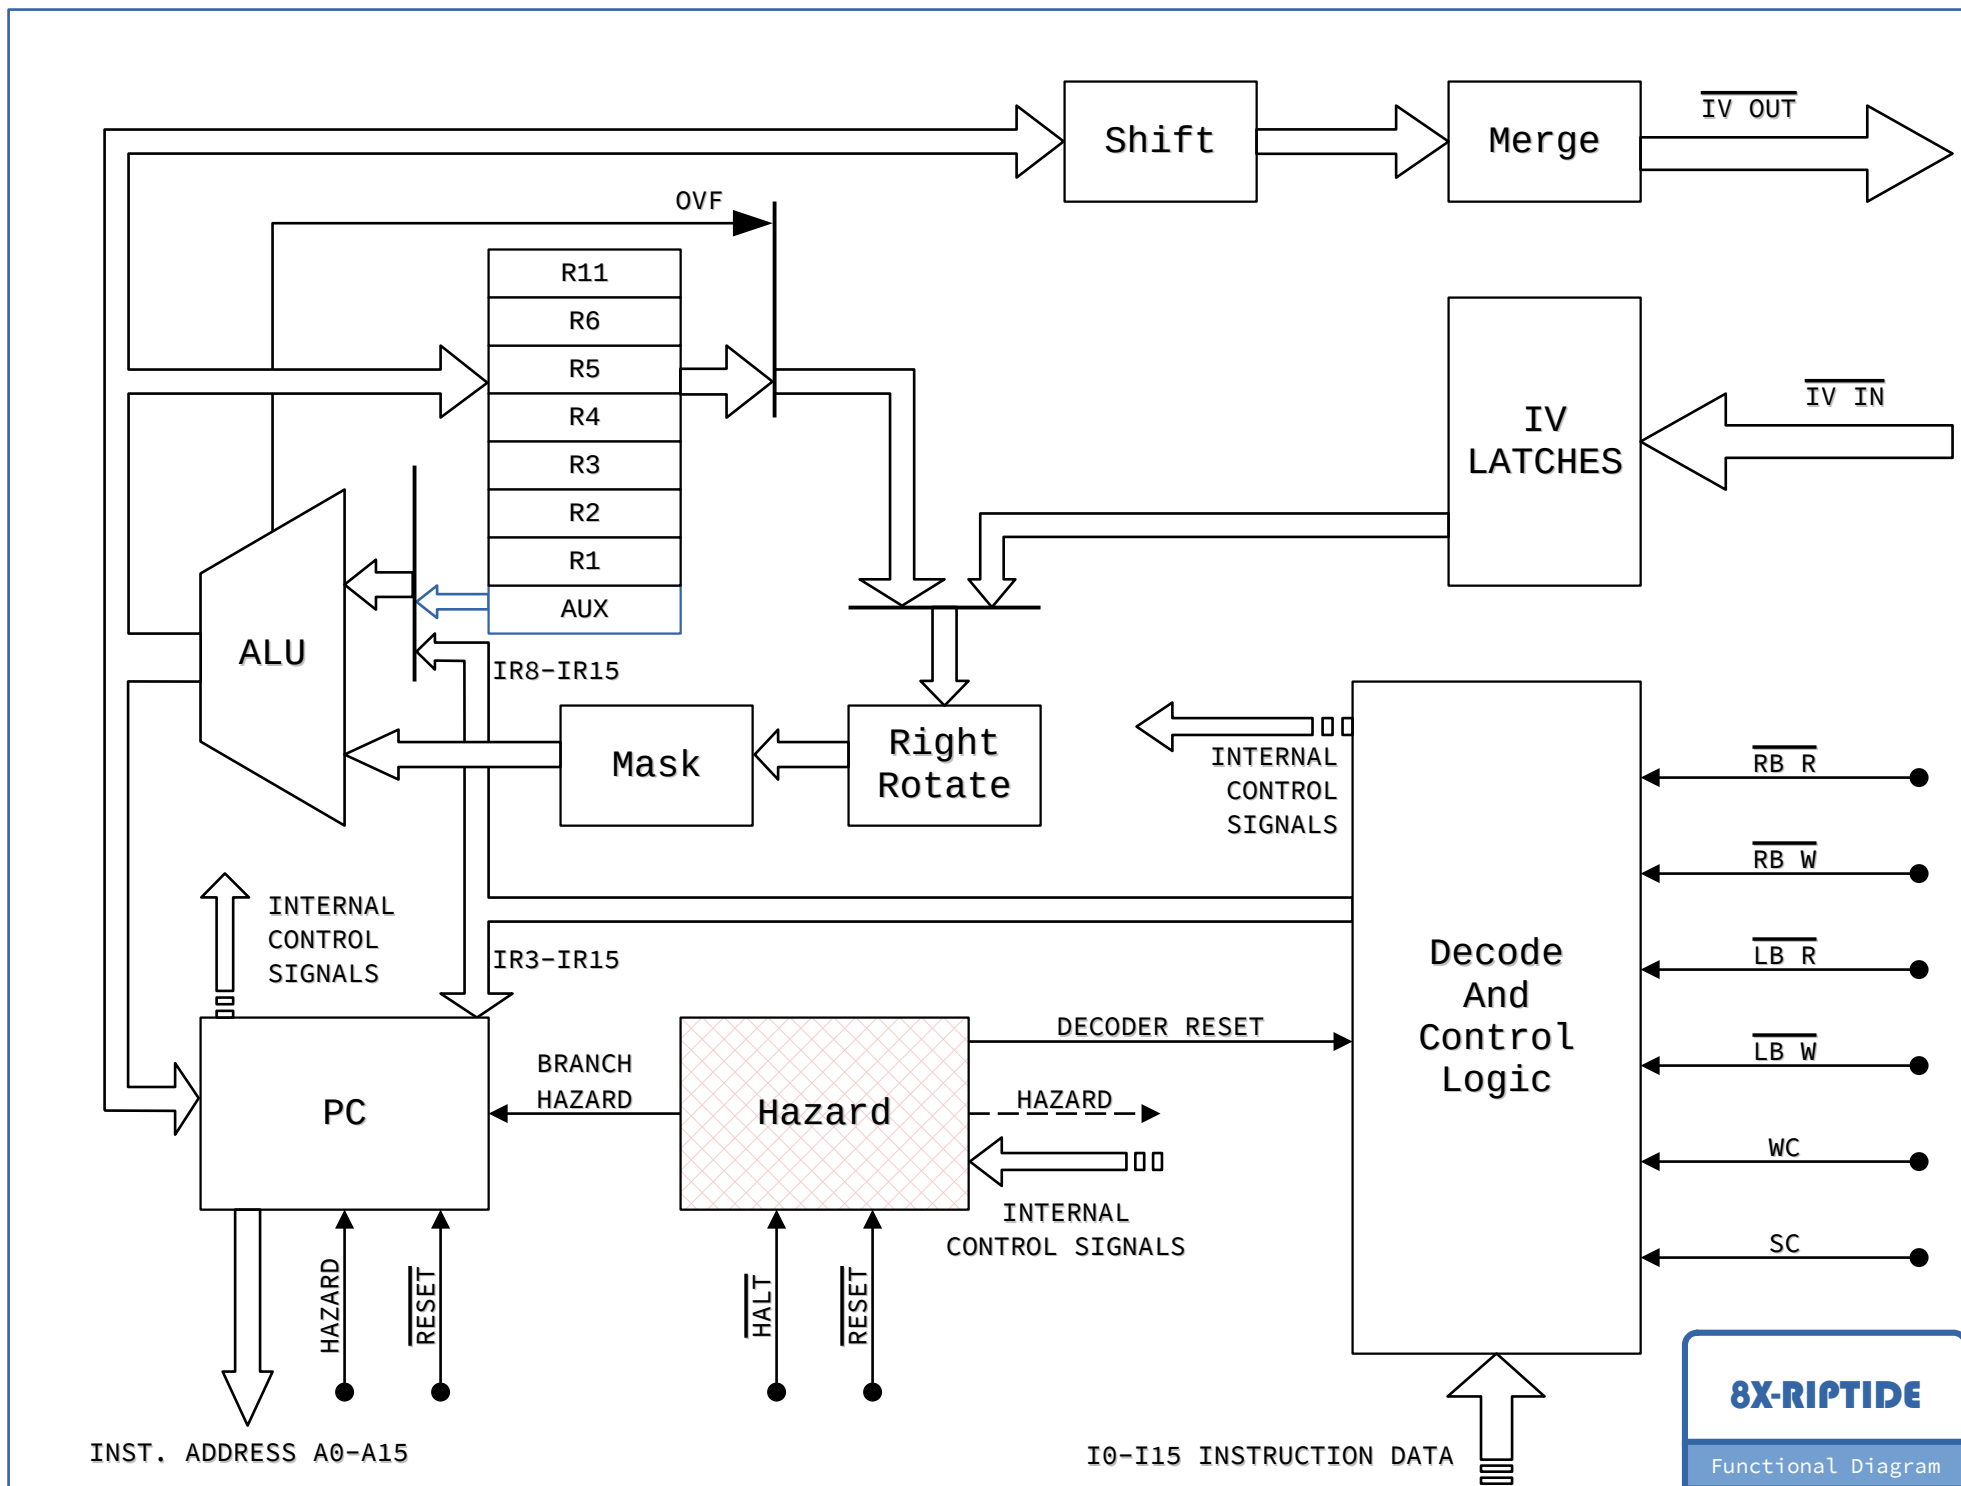 Shift
Merge
IV OUT
OVF
R11
R6
R5
R4
R3
R2
R1
AUX
IV
LATCHES
IV IN
ALU
IR8-IR15
Mask
Right
Rotate
INTERNAL
CONTROL
SIGNALS
RB R
RB W
LB R
LB W
WC
SC
Decode
And
Control
Logic
INTERNAL
CONTROL
SIGNALS
IR3-IR15
PC
BRANCH
HAZARD
Hazard
DECODER RESET
HAZARD
INTERNAL
CONTROL SIGNALS
HAZARD
RESET
HALT
RESET
INST. ADDRESS A0-A15
I0-I15 INSTRUCTION DATA
8X-RIPTIDE
Functional Diagram